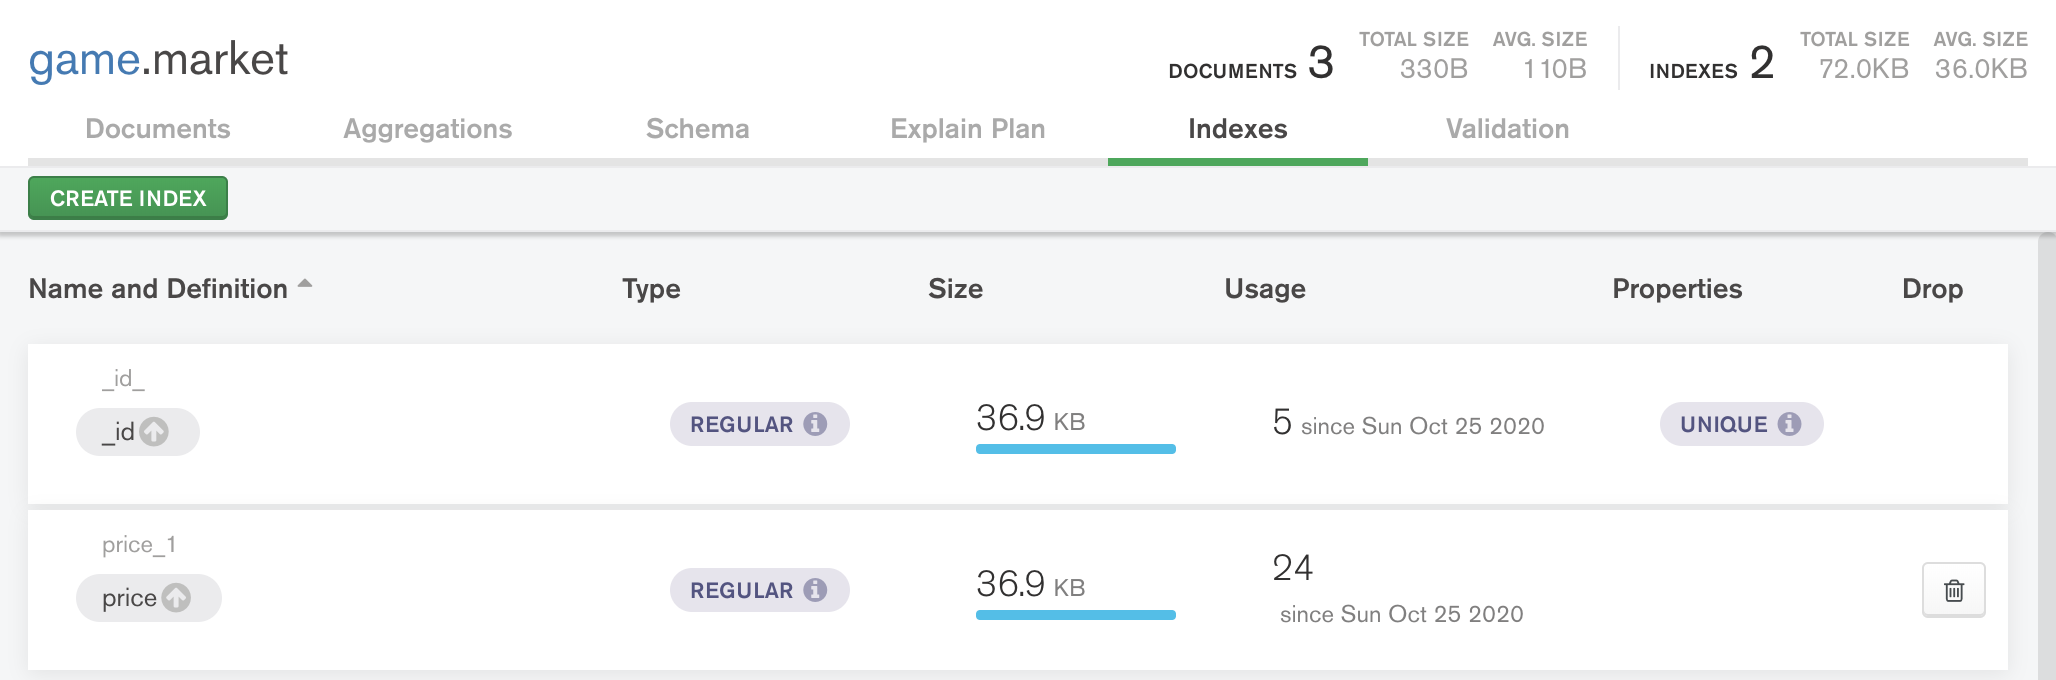 game.market
DOCUMENTS 3 TOTAL SIZE 330B AVG. SIZE 110B INDEXES 2 TOTAL SIZE 72.0KB AVG. SIZE 36.0KB
Documents Aggregations Schema Explain Plan Indexes Validation
CREATE INDEX
Name and Definition Type Size Usage Properties Drop
_id_
_id REGULAR 36.9 KB 5 since Sun Oct 25 2020 UNIQUE
price_1
price REGULAR 36.9 KB 24
since Sun Oct 25 2020